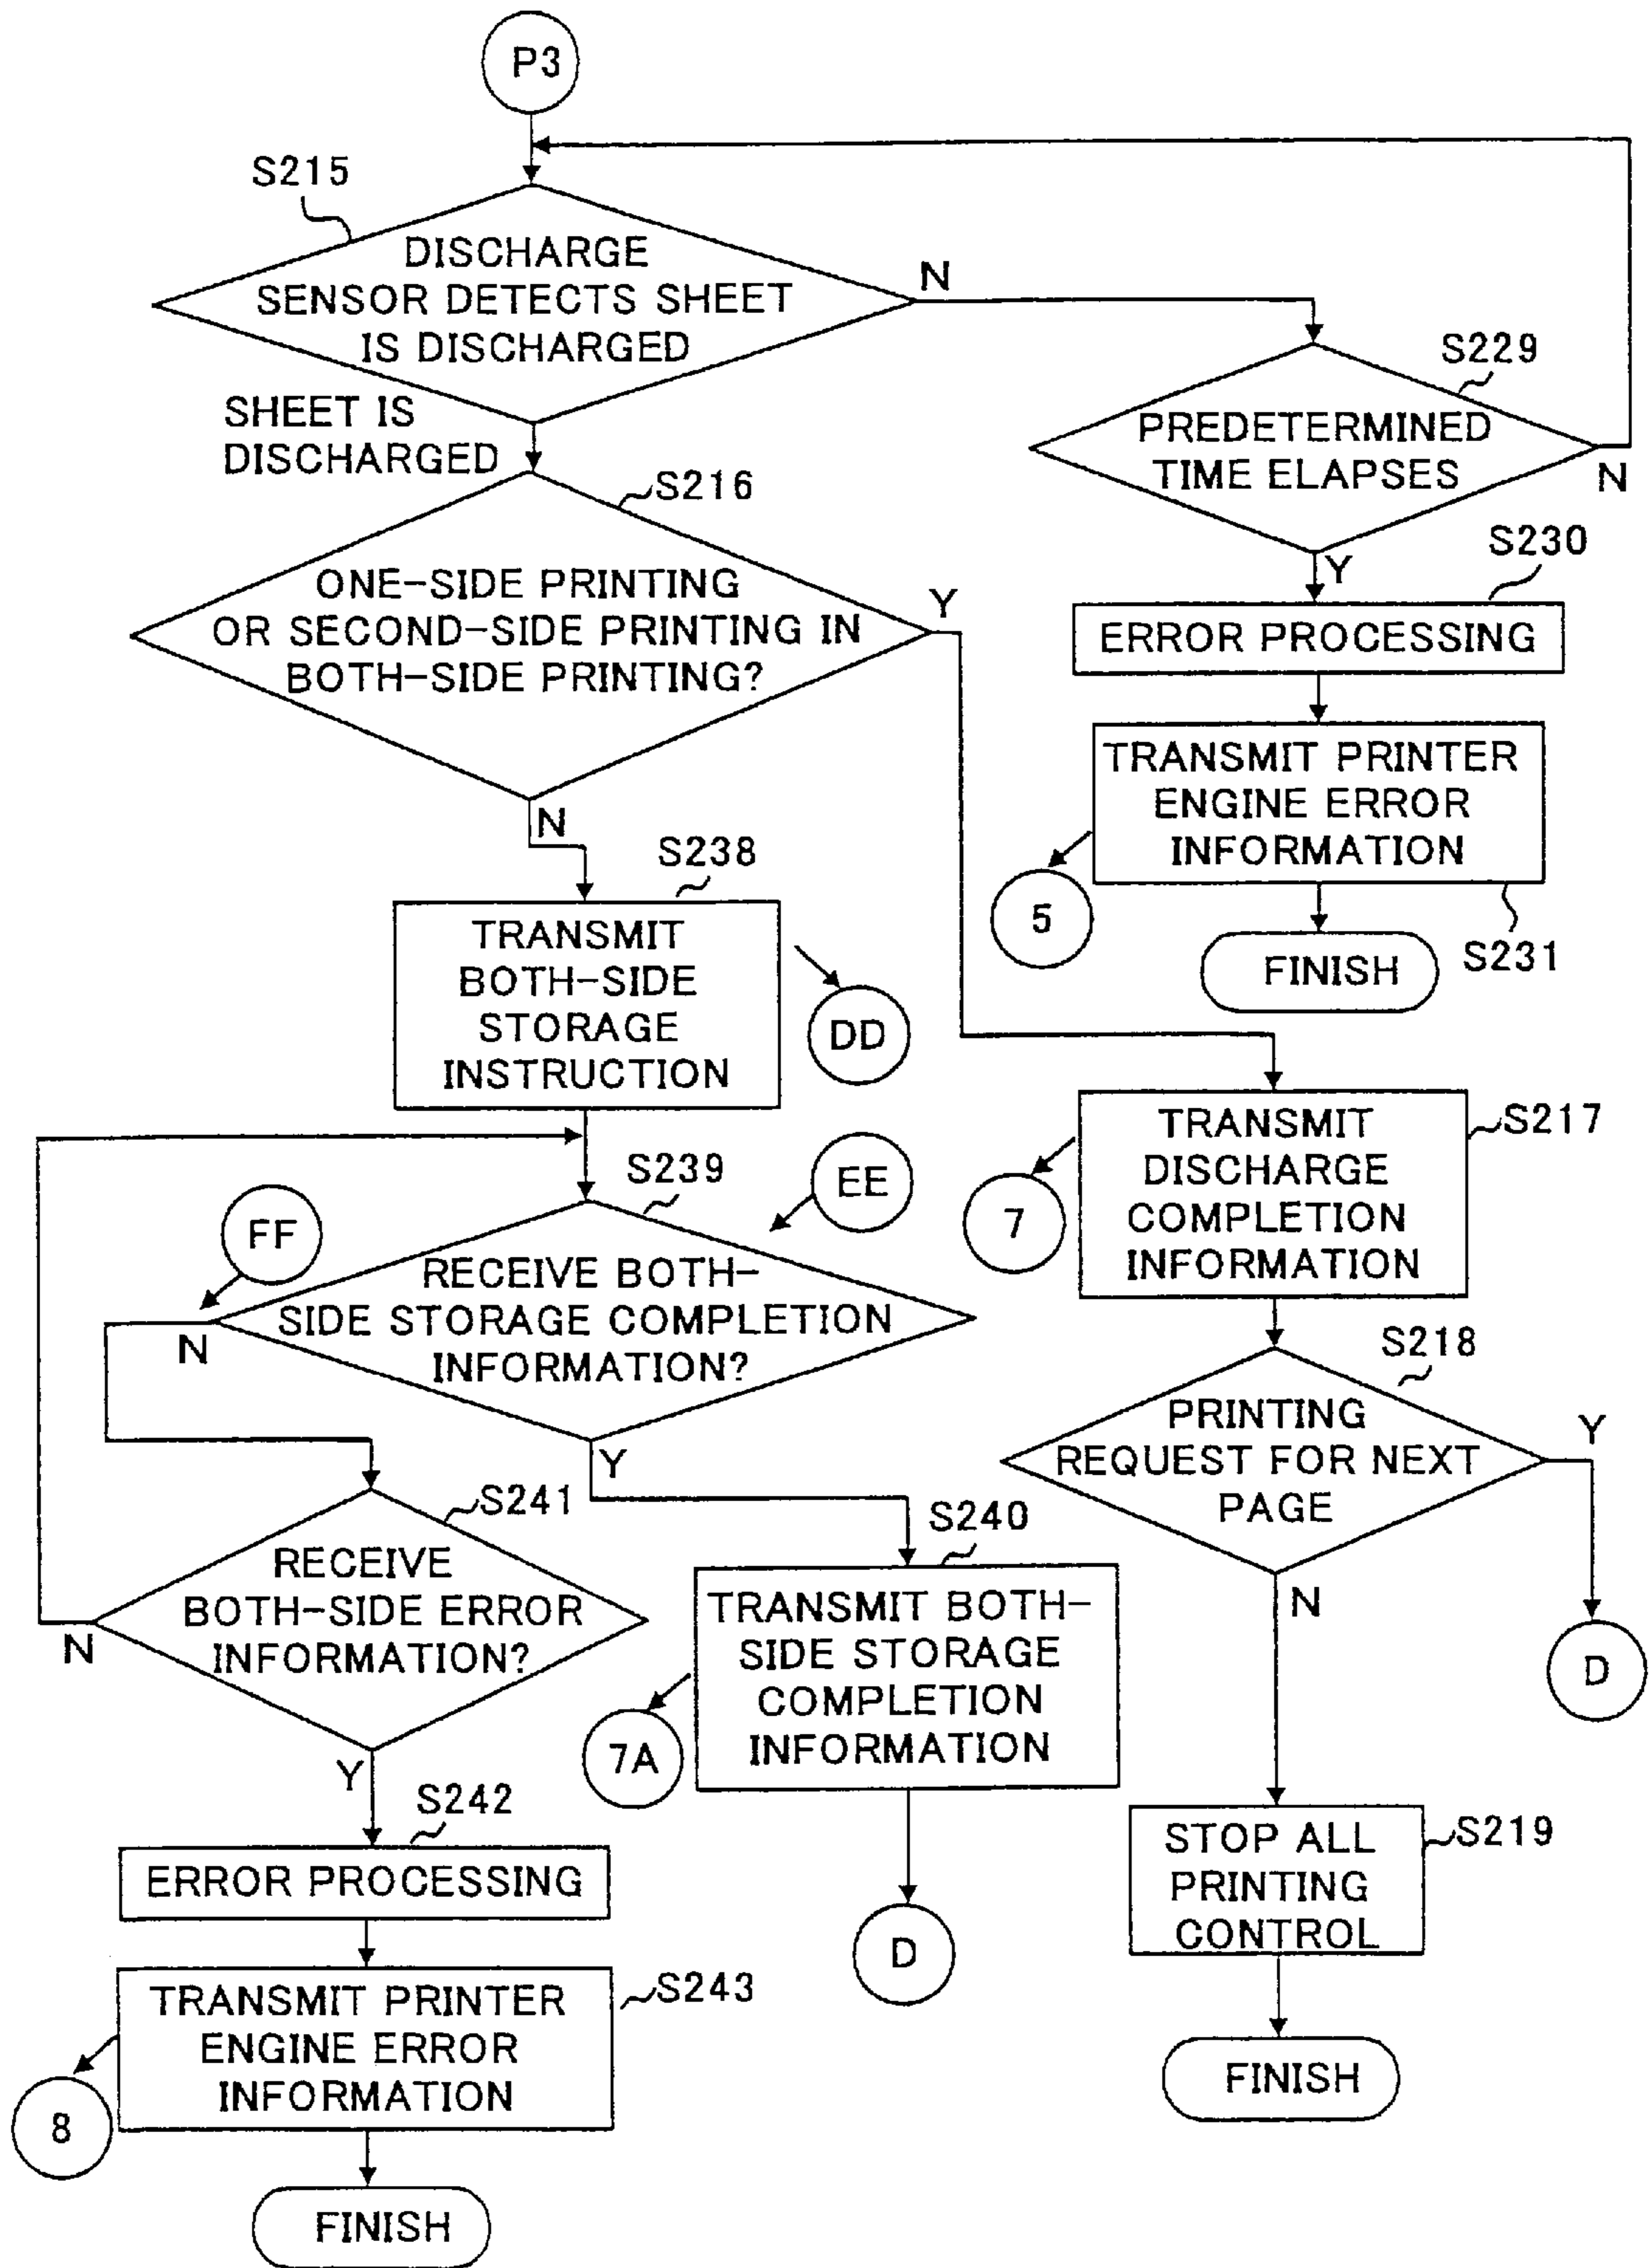 P3
S215
DISCHARGE
SENSOR DETECTS SHEET
IS DISCHARGED
N
SHEET IS
DISCHARGED
S229
PREDETERMINED
TIME ELAPSES
N
Y
S216
ONE-SIDE PRINTING
OR SECOND-SIDE PRINTING IN
BOTH-SIDE PRINTING?
Y
N
S230
ERROR PROCESSING
TRANSMIT PRINTER
ENGINE ERROR
INFORMATION
5
S231
FINISH
S238
TRANSMIT
BOTH-SIDE
STORAGE
INSTRUCTION
DD
S217
TRANSMIT
DISCHARGE
COMPLETION
INFORMATION
7
S239
EE
FF
RECEIVE BOTH-
SIDE STORAGE COMPLETION
INFORMATION?
N
Y
S218
PRINTING
REQUEST FOR NEXT
PAGE
Y
N
D
S241
RECEIVE
BOTH-SIDE ERROR
INFORMATION?
N
Y
S240
TRANSMIT BOTH-
SIDE STORAGE
COMPLETION
INFORMATION
7A
D
S242
ERROR PROCESSING
S219
STOP ALL
PRINTING
CONTROL
FINISH
S243
TRANSMIT PRINTER
ENGINE ERROR
INFORMATION
8
FINISH